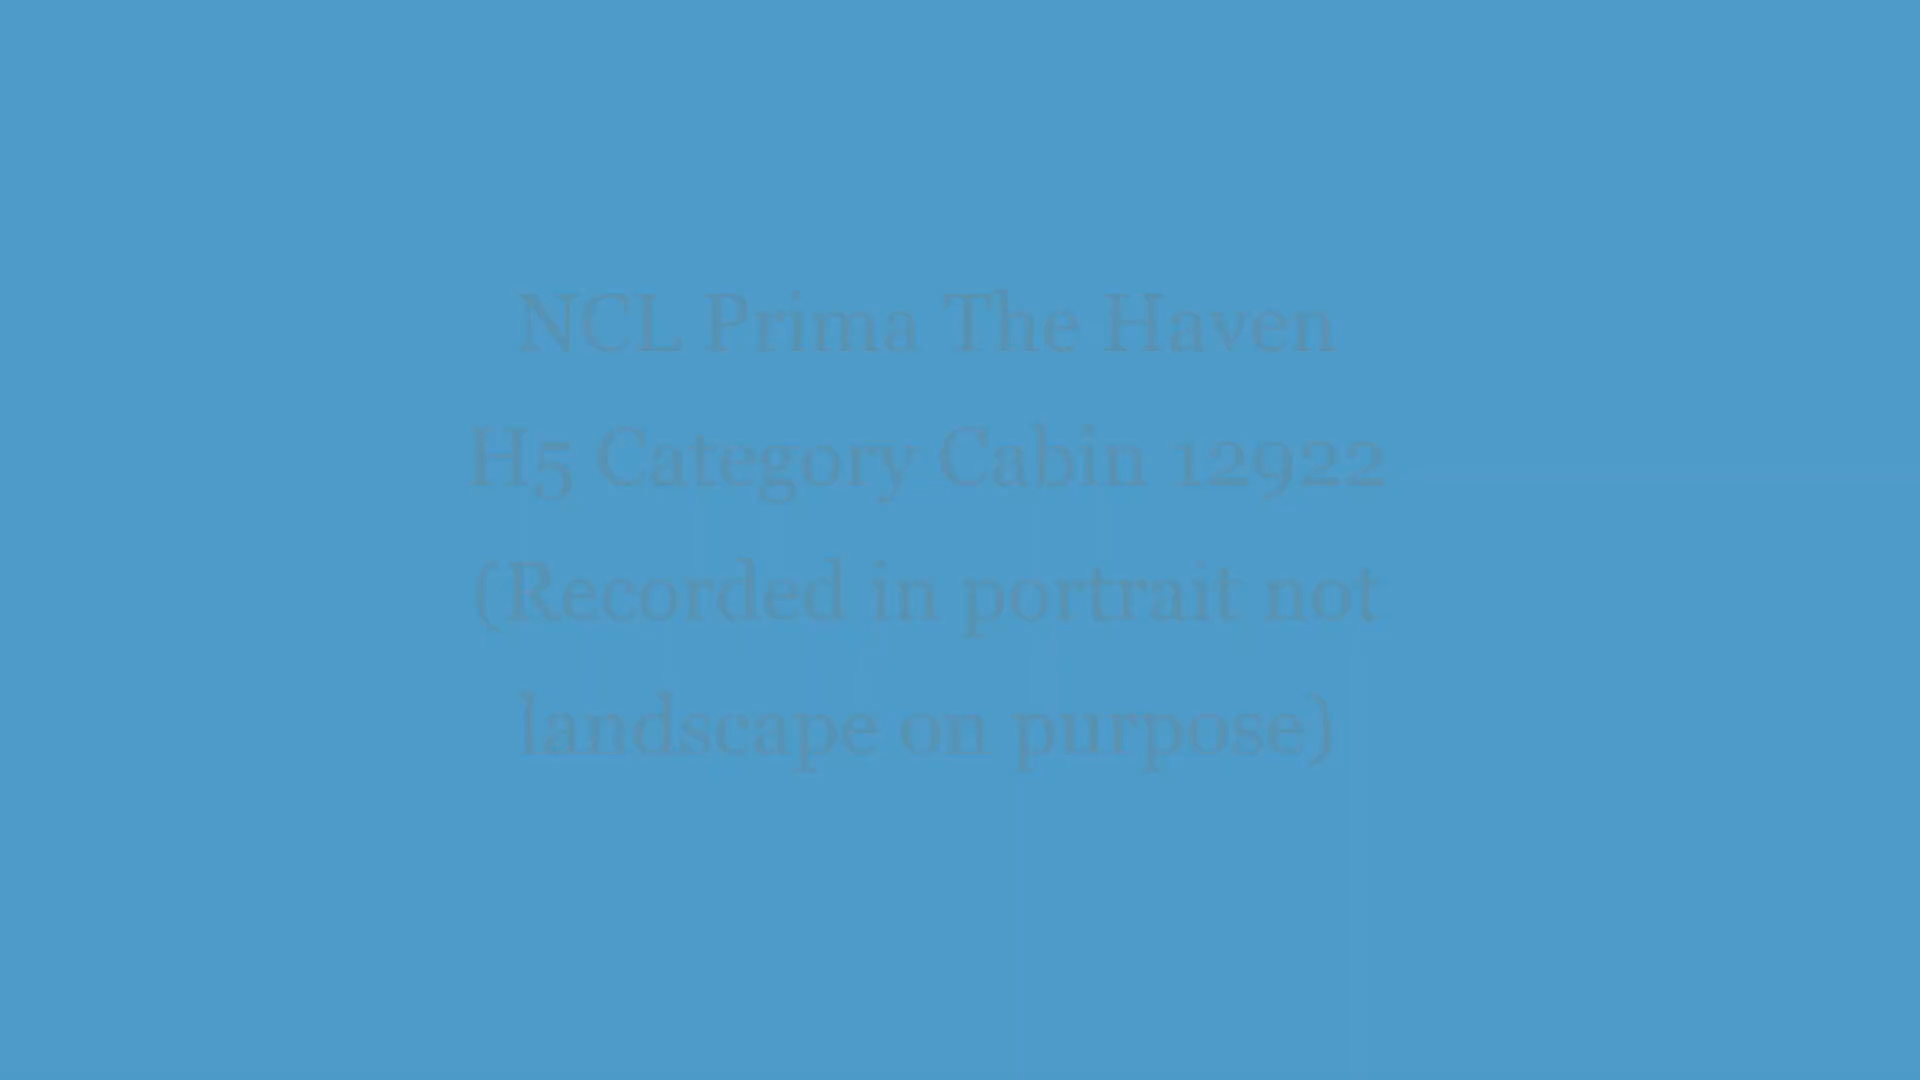 NCL Prima The Haven
H5 Category Cabin 12922
(Recorded in portrait not
landscape on purpose)